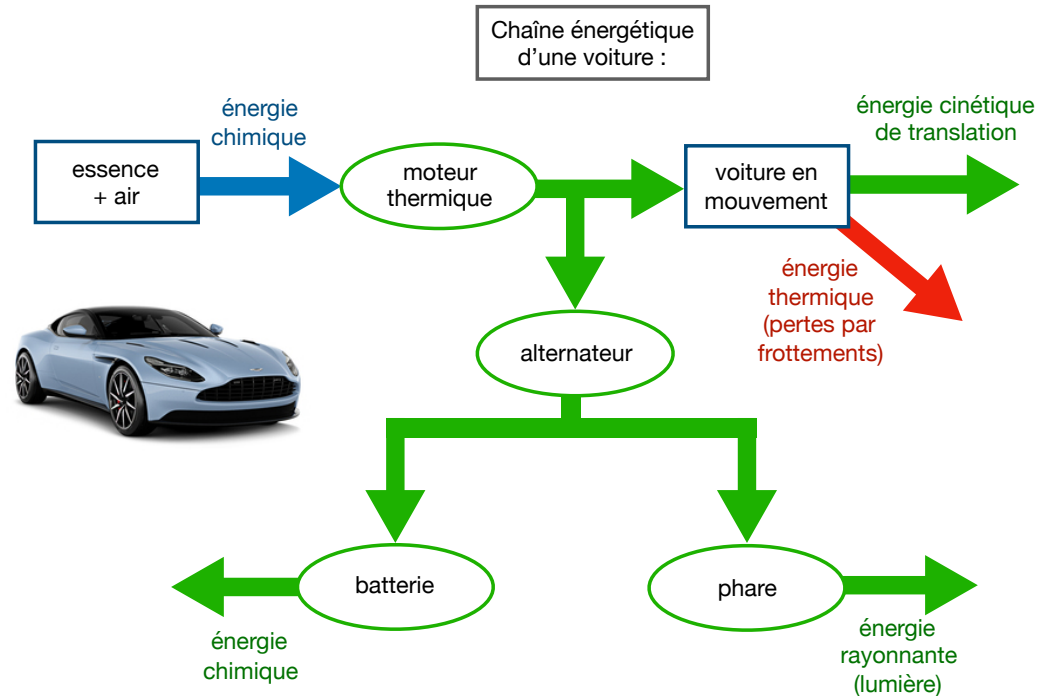 Chaîne énergétique
d'une voiture :
énergie
chimique
énergie cinétique
de translation
essence
+ air
moteur
thermique
voiture en
mouvement
énergie
thermique
(pertes par
frottements)
alternateur
batterie
phare
énergie
chimique
énergie
rayonnante
(lumière)